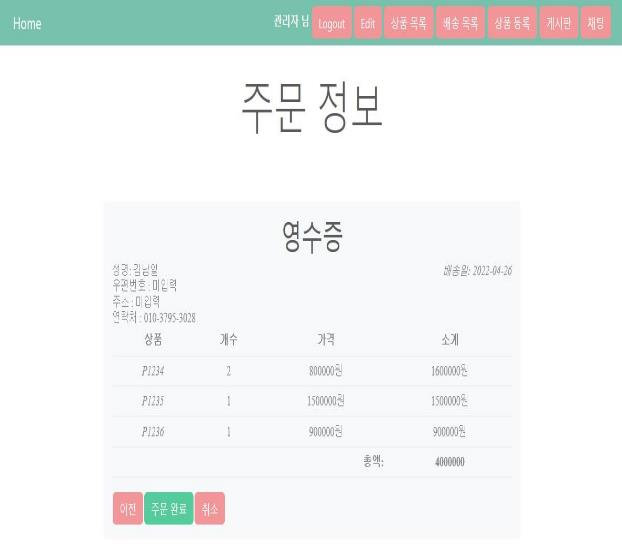 Home 관리자 님 Logout Edit 상품 목록 배송 목록 상품 등록 게시판 채팅
주문 정보
영수증
성명: 김남일 배송일: 2022-04-26
우편번호 : 미입력
주소 : 미입력
연락처 : 010-3795-3028
상품 개수 가격 소계
P1234 2 800000원 1600000원
P1235 1 1500000원 1500000원
P1236 1 900000원 900000원
총액: 4000000
이전 주문 완료 취소